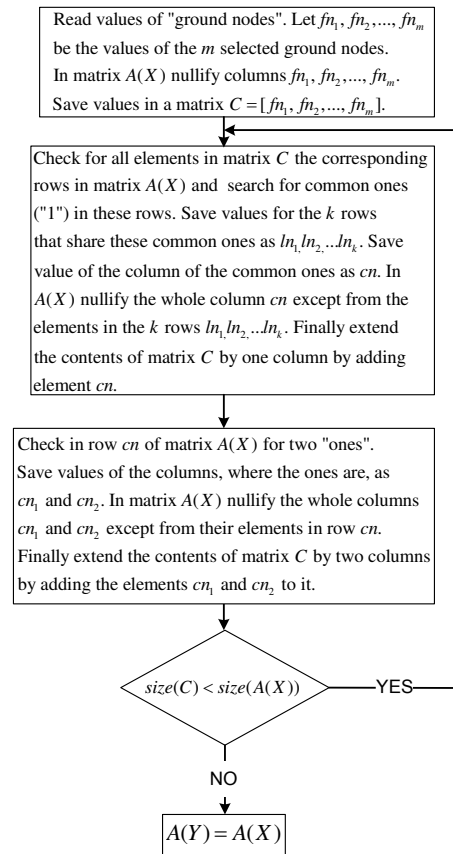 Read values of "ground nodes". Let fn₁, fn₂,..., fnₘ
be the values of the m selected ground nodes.
In matrix A(X) nullify columns fn₁, fn₂,..., fnₘ.
Save values in a matrix C = [fn₁, fn₂,..., fnₘ].
Check for all elements in matrix C the corresponding
rows in matrix A(X) and search for common ones
("1") in these rows. Save values for the k rows
that share these common ones as ln₁,ln₂,...lnₖ. Save
value of the column of the common ones as cn. In
A(X) nullify the whole column cn except from the
elements in the k rows ln₁,ln₂,...lnₖ. Finally extend
the contents of matrix C by one column by adding
element cn.
Check in row cn of matrix A(X) for two "ones".
Save values of the columns, where the ones are, as
cn₁ and cn₂. In matrix A(X) nullify the whole columns
cn₁ and cn₂ except from their elements in row cn.
Finally extend the contents of matrix C by two columns
by adding the elements cn₁ and cn₂ to it.
size(C) < size(A(X))
YES
NO
A(Y) = A(X)